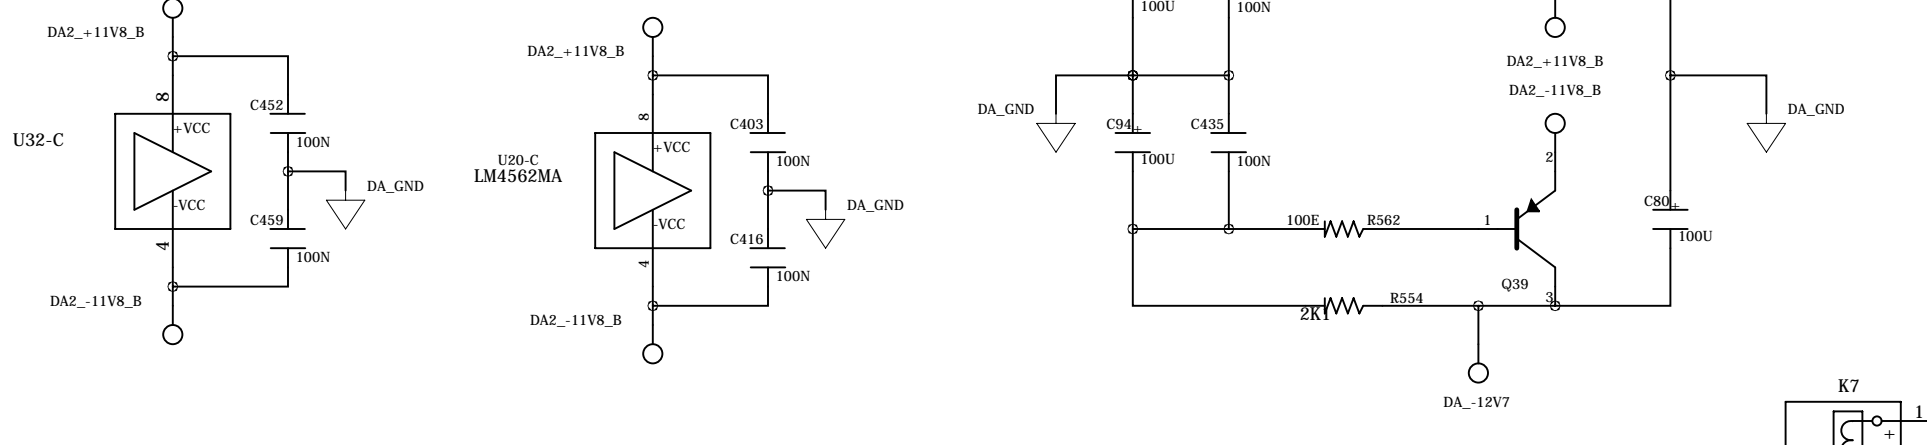 DA2_+11V8_B
8
+VCC
U32-C
-VCC
4
DA2_-11V8_B
C452
100N
DA_GND
C459
100N
DA2_+11V8_B
8
+VCC
U20-C
LM4562MA
-VCC
4
DA2_-11V8_B
C403
100N
DA_GND
C416
100N
100U
100N
DA_GND
C94
+
100U
C435
100N
100E
R562
1
2
Q39
3
R554
DA_-12V7
DA2_+11V8_B
DA2_-11V8_B
DA_GND
C80
+
100U
K7
1
+